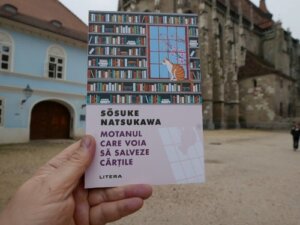 SŌSUKE
NATSUKAWA
MOTANUL
CARE VOIA
SĂ SALVEZE
CĂRȚILE
LITERA